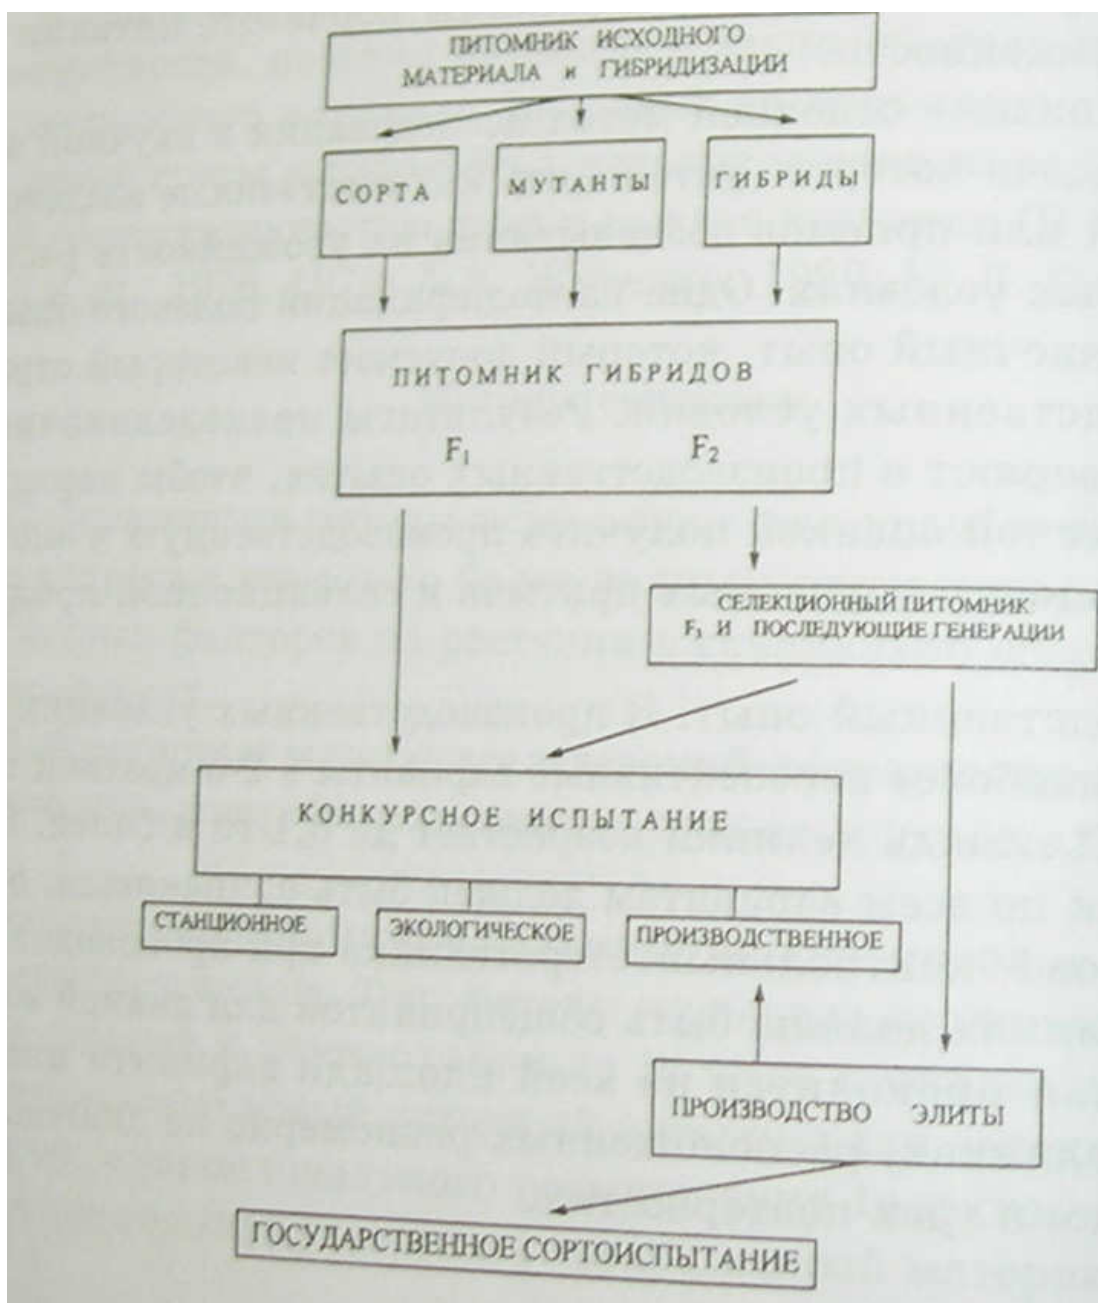 ПИТОМНИК ИСХОДНОГО
МАТЕРИАЛА и ГИБРИДИЗАЦИИ
СОРТА
МУТАНТЫ
ГИБРИДЫ
ПИТОМНИК ГИБРИДОВ
F₁ F₂
СЕЛЕКЦИОННЫЙ ПИТОМНИК
F₃ И ПОСЛЕДУЮЩИЕ ГЕНЕРАЦИИ
КОНКУРСНОЕ ИСПЫТАНИЕ
СТАНЦИОННОЕ
ЭКОЛОГИЧЕСКОЕ
ПРОИЗВОДСТВЕННОЕ
ПРОИЗВОДСТВО ЭЛИТЫ
ГОСУДАРСТВЕННОЕ СОРТОИСПЫТАНИЕ